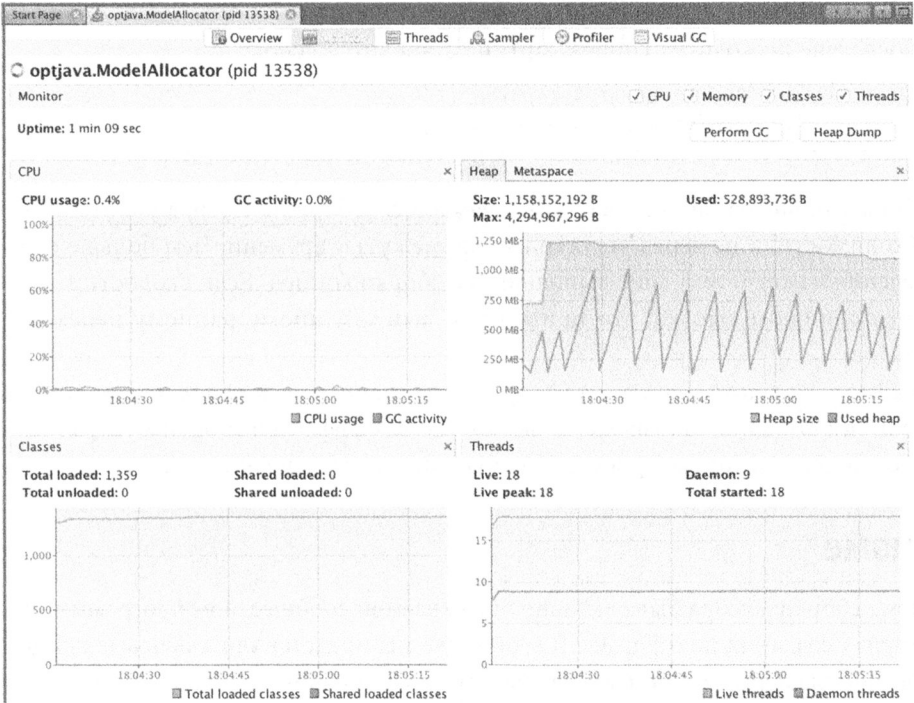 Start Page optjava.ModelAllocator (pid 13538)
Overview Threads Sampler Profiler Visual GC
optjava.ModelAllocator (pid 13538)
Monitor CPU Memory Classes Threads
Uptime: 1 min 09 sec Perform GC Heap Dump
CPU Heap Metaspace
CPU usage: 0.4% GC activity: 0.0% Size: 1,158,152,192 B Used: 528,893,736 B
Max: 4,294,967,296 B
100%
80%
60%
40%
20%
0%
18:04:30 18:04:45 18:05:00 18:05:15
CPU usage GC activity
1,250 MB
1,000 MB
750 MB
500 MB
250 MB
0 MB
18:04:30 18:04:45 18:05:00 18:05:15
Heap size Used heap
Classes Threads
Total loaded: 1,359 Shared loaded: 0 Live: 18 Daemon: 9
Total unloaded: 0 Shared unloaded: 0 Live peak: 18 Total started: 18
1,000
500
0
18:04:30 18:04:45 18:05:00 18:05:15
Total loaded classes Shared loaded classes
15
10
5
0
18:04:30 18:04:45 18:05:00 18:05:15
Live threads Daemon threads